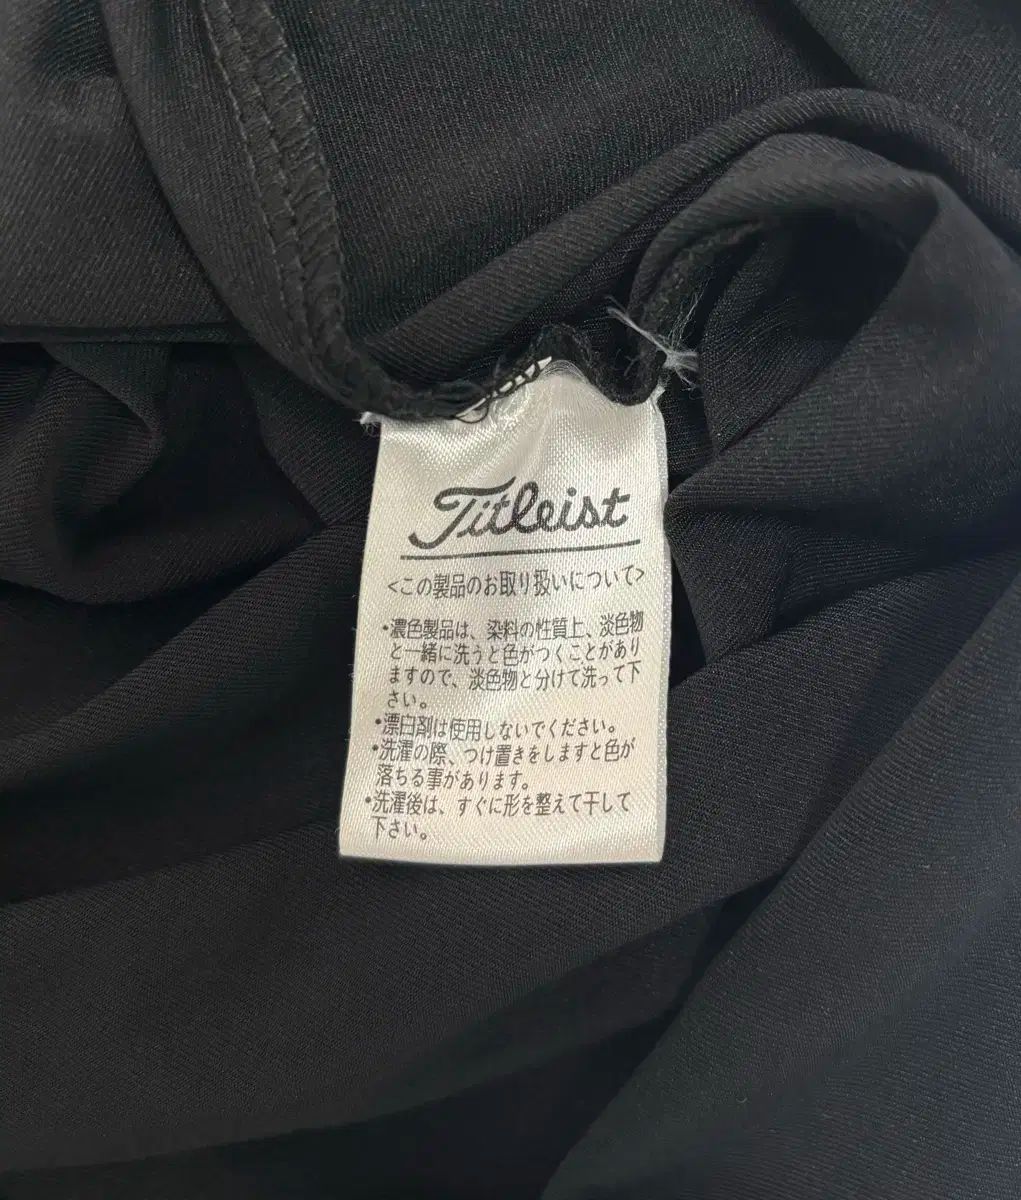 Titleist
<この製品のお取り扱いについて>
•濃色製品は、染料の性質上、淡色物
と一緒に洗うと色がつくことがあり
ますので、淡色物と分けて洗って下
さい。
•漂白剤は使用しないでください。
•洗濯の際、つけ置きをしますと色が
落ちる事があります。
•洗濯後は、すぐに形を整えて干して
下さい。